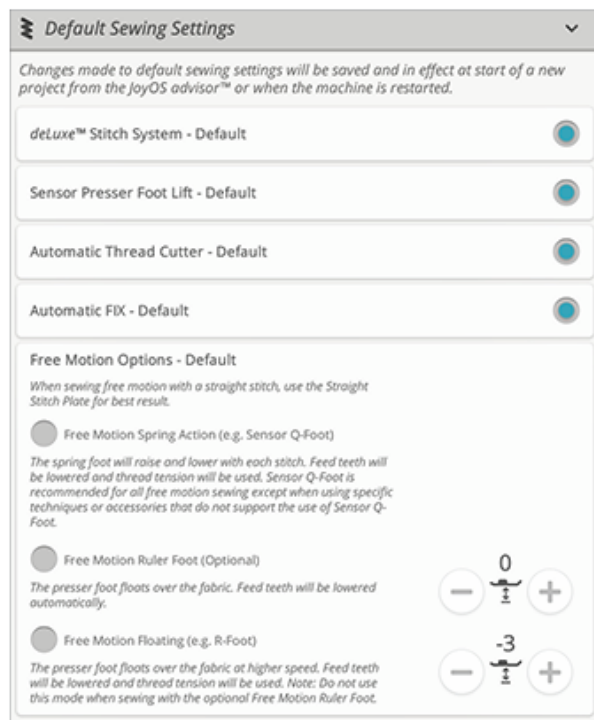 Default Sewing Settings
Changes made to default sewing settings will be saved and in effect at start of a new
project from the JoyOS advisor™ or when the machine is restarted.
deLuxe™ Stitch System - Default
Sensor Presser Foot Lift - Default
Automatic Thread Cutter - Default
Automatic FIX - Default
Free Motion Options - Default
When sewing free motion with a straight stitch, use the Straight
Stitch Plate for best result.
Free Motion Spring Action (e.g. Sensor Q-Foot)
The spring foot will raise and lower with each stitch. Feed teeth will
be lowered and thread tension will be used. Sensor Q-Foot is
recommended for all free motion sewing except when using specific
techniques or accessories that do not support the use of Sensor Q-
Foot.
Free Motion Ruler Foot (Optional)
0
The presser foot floats over the fabric. Feed teeth will be lowered
automatically.
Free Motion Floating (e.g. R-Foot)
-3
The presser foot floats over the fabric at higher speed. Feed teeth
will be lowered and thread tension will be used. Note: Do not use
this mode when sewing with the optional Free Motion Ruler Foot.